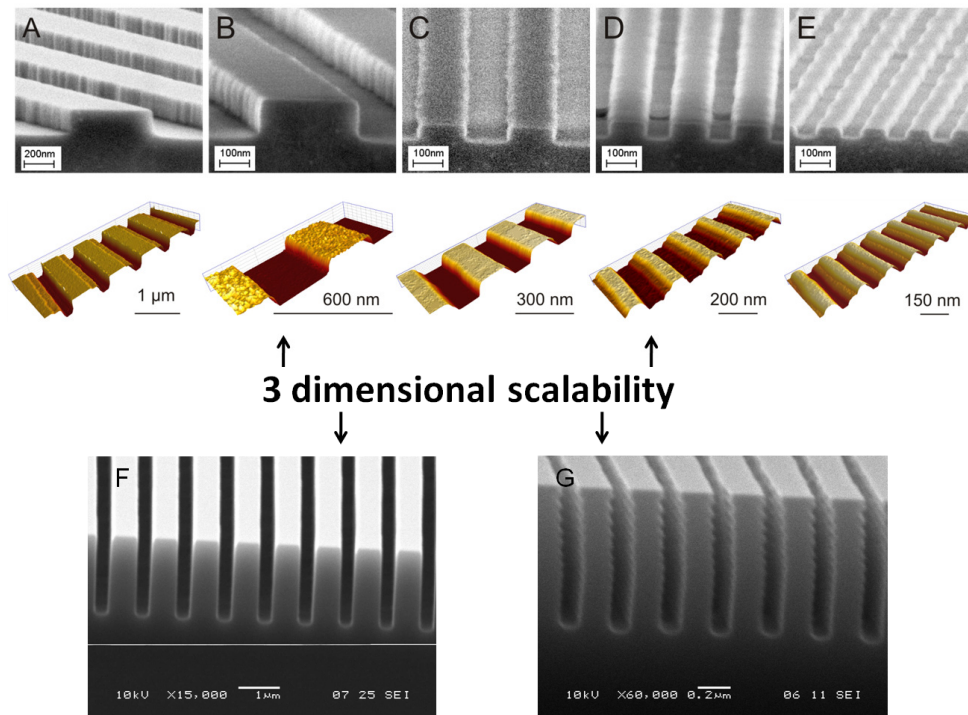 A
B
C
D
E
200nm
100nm
100nm
100nm
100nm
1 µm
600 nm
300 nm
200 nm
150 nm
3 dimensional scalability
F
G
10kV X15,000 1µm 07 25 SEI
10kV X60,000 0.2µm 06 11 SEI